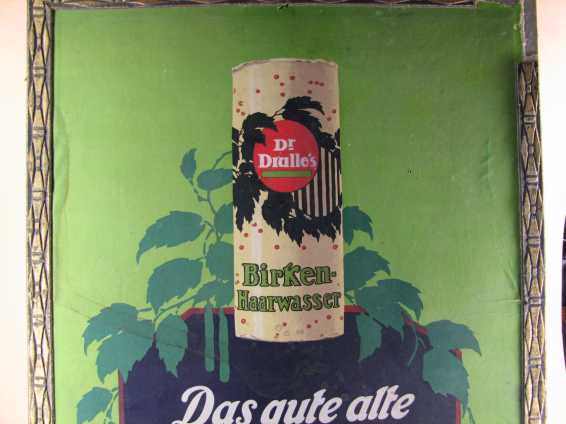 Dr
Dralle's
Birken-
Haarwasser
Das gute alte